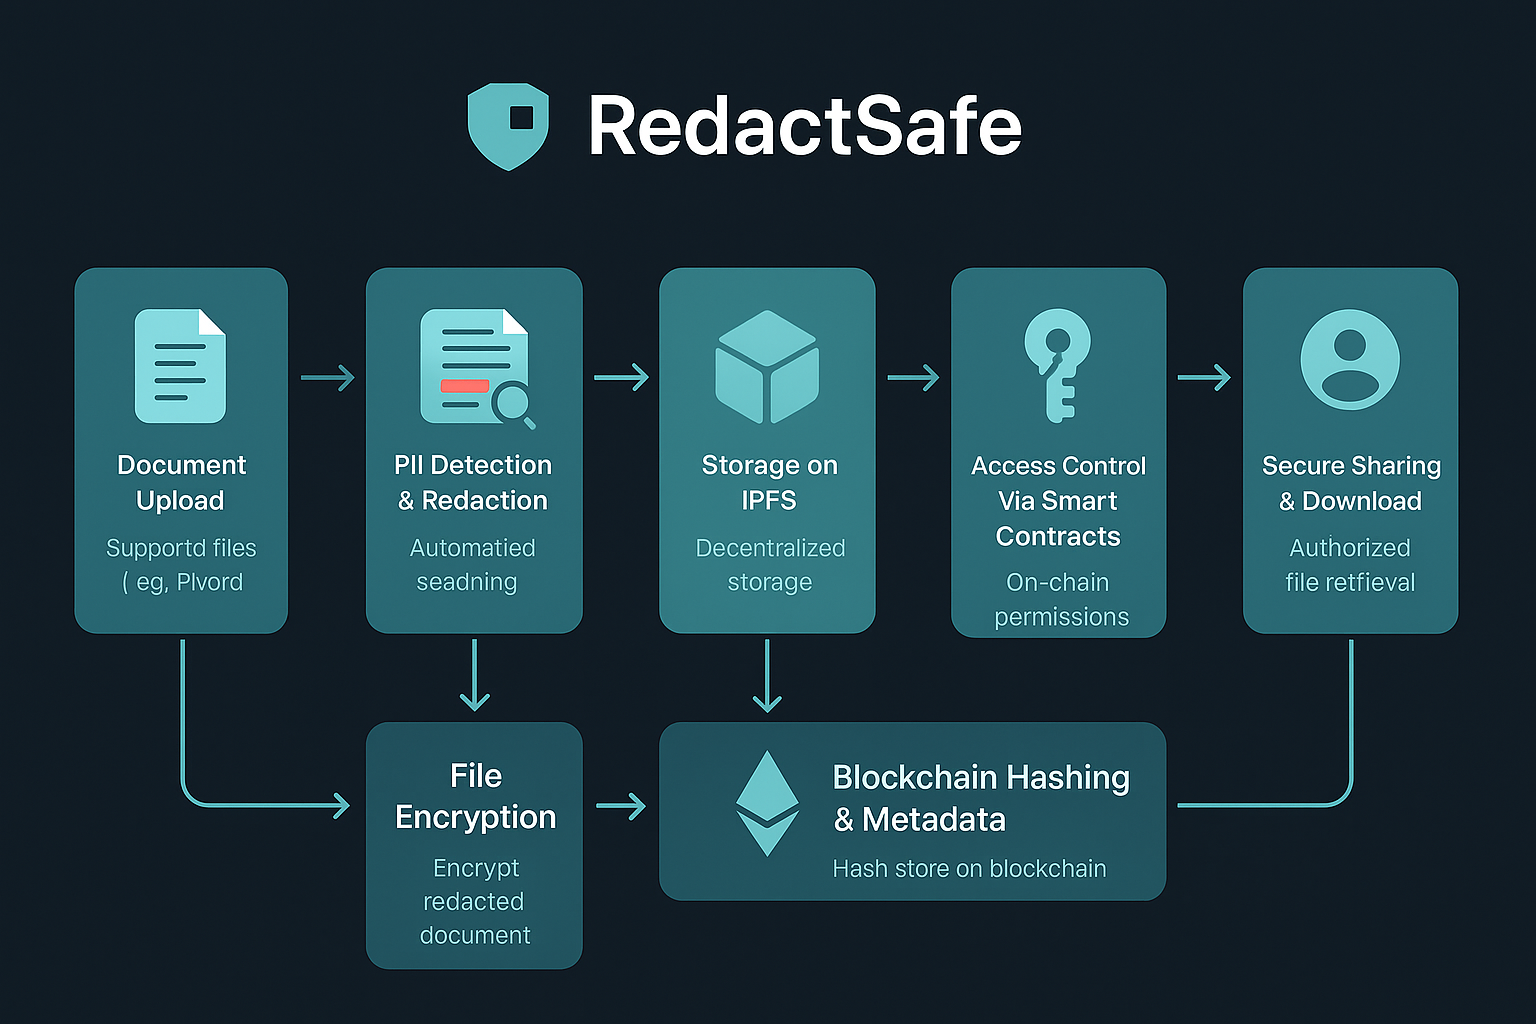 RedactSafe
Document
Upload
Supportd files
( eg, Plvord
PII Detection
& Redaction
Automatied
seadning
Storage on
IPFS
Decentralized
storage
Access Control
Via Smart
Contracts
On-chain
permissions
Secure Sharing
& Download
Authorized
file retfieval
File
Encryption
Encrypt
redacted
document
Blockchain Hashing
& Metadata
Hash store on blockchain